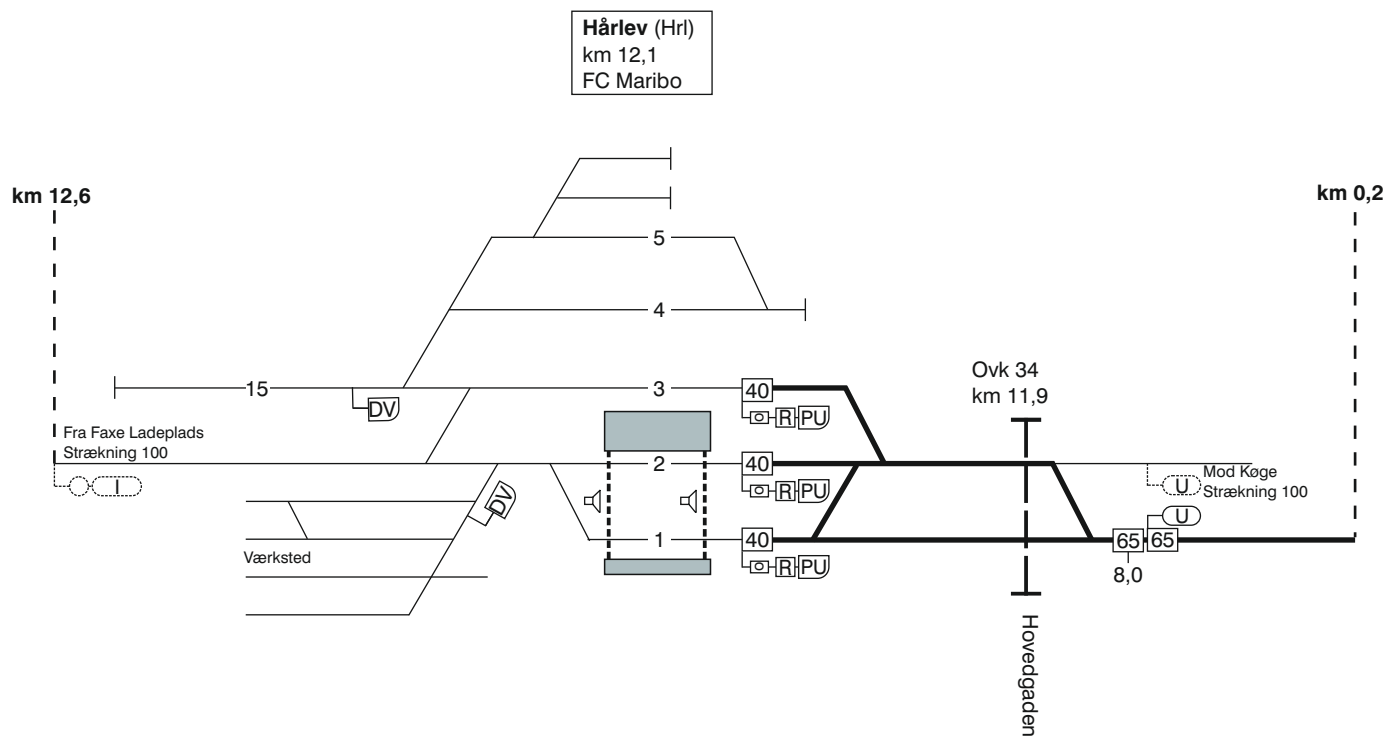 Hårlev (Hrl)
km 12,1
FC Maribo
km 12,6
km 0,2
5
4
Ovk 34
km 11,9
15
3
40
DV
R
PU
Fra Faxe Ladeplads
Strækning 100
2
40
Mod Køge
Strækning 100
I
R
PU
U
DV
U
1
40
65
65
Værksted
R
PU
8,0
Hovedgaden